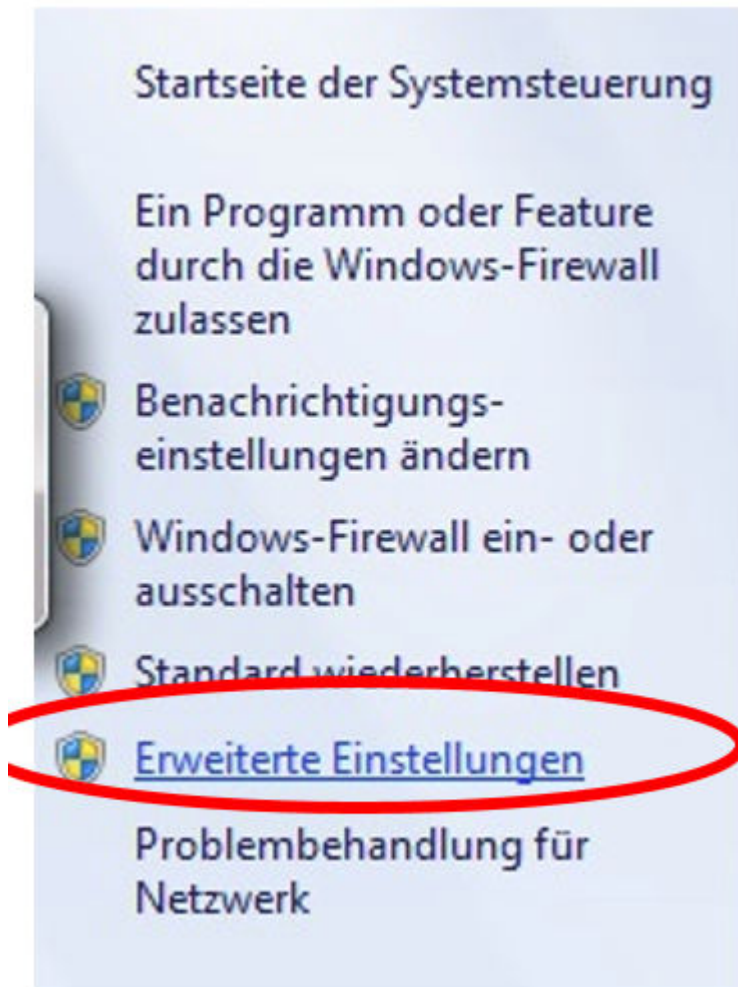 Startseite der Systemsteuerung
Ein Programm oder Feature
durch die Windows-Firewall
zulassen
Benachrichtigungs-
einstellungen ändern
Windows-Firewall ein- oder
ausschalten
Standard wiederherstellen
Erweiterte Einstellungen
Problembehandlung für
Netzwerk